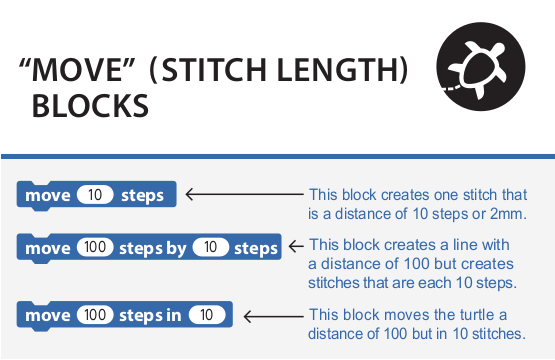 “MOVE” (STITCH LENGTH)
BLOCKS
move 10 steps
This block creates one stitch that
is a distance of 10 steps or 2mm.
move 100 steps by 10 steps
This block creates a line with
a distance of 100 but creates
stitches that are each 10 steps.
move 100 steps in 10
This block moves the turtle a
distance of 100 but in 10 stitches.